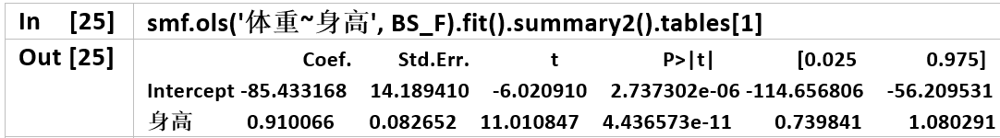 In [25] smf.ols('体重~身高', BS_F).fit().summary2().tables[1]
Out [25] Coef. Std.Err. t P>|t| [0.025 0.975]
Intercept -85.433168 14.189410 -6.020910 2.737302e-06 -114.656806 -56.209531
身高 0.910066 0.082652 11.010847 4.436573e-11 0.739841 1.080291